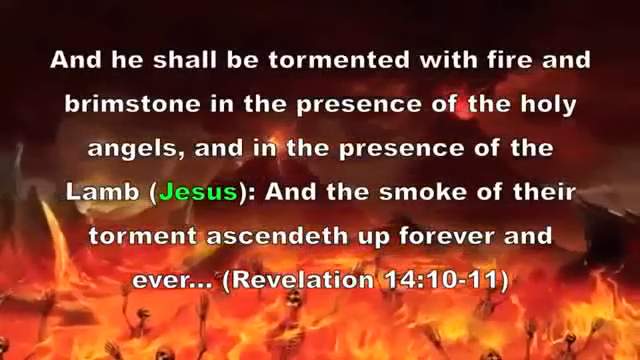 And he shall be tormented with fire and
brimstone in the presence of the holy
angels, and in the presence of the
Lamb (Jesus): And the smoke of their
torment ascendeth up forever and
ever... (Revelation 14:10-11)